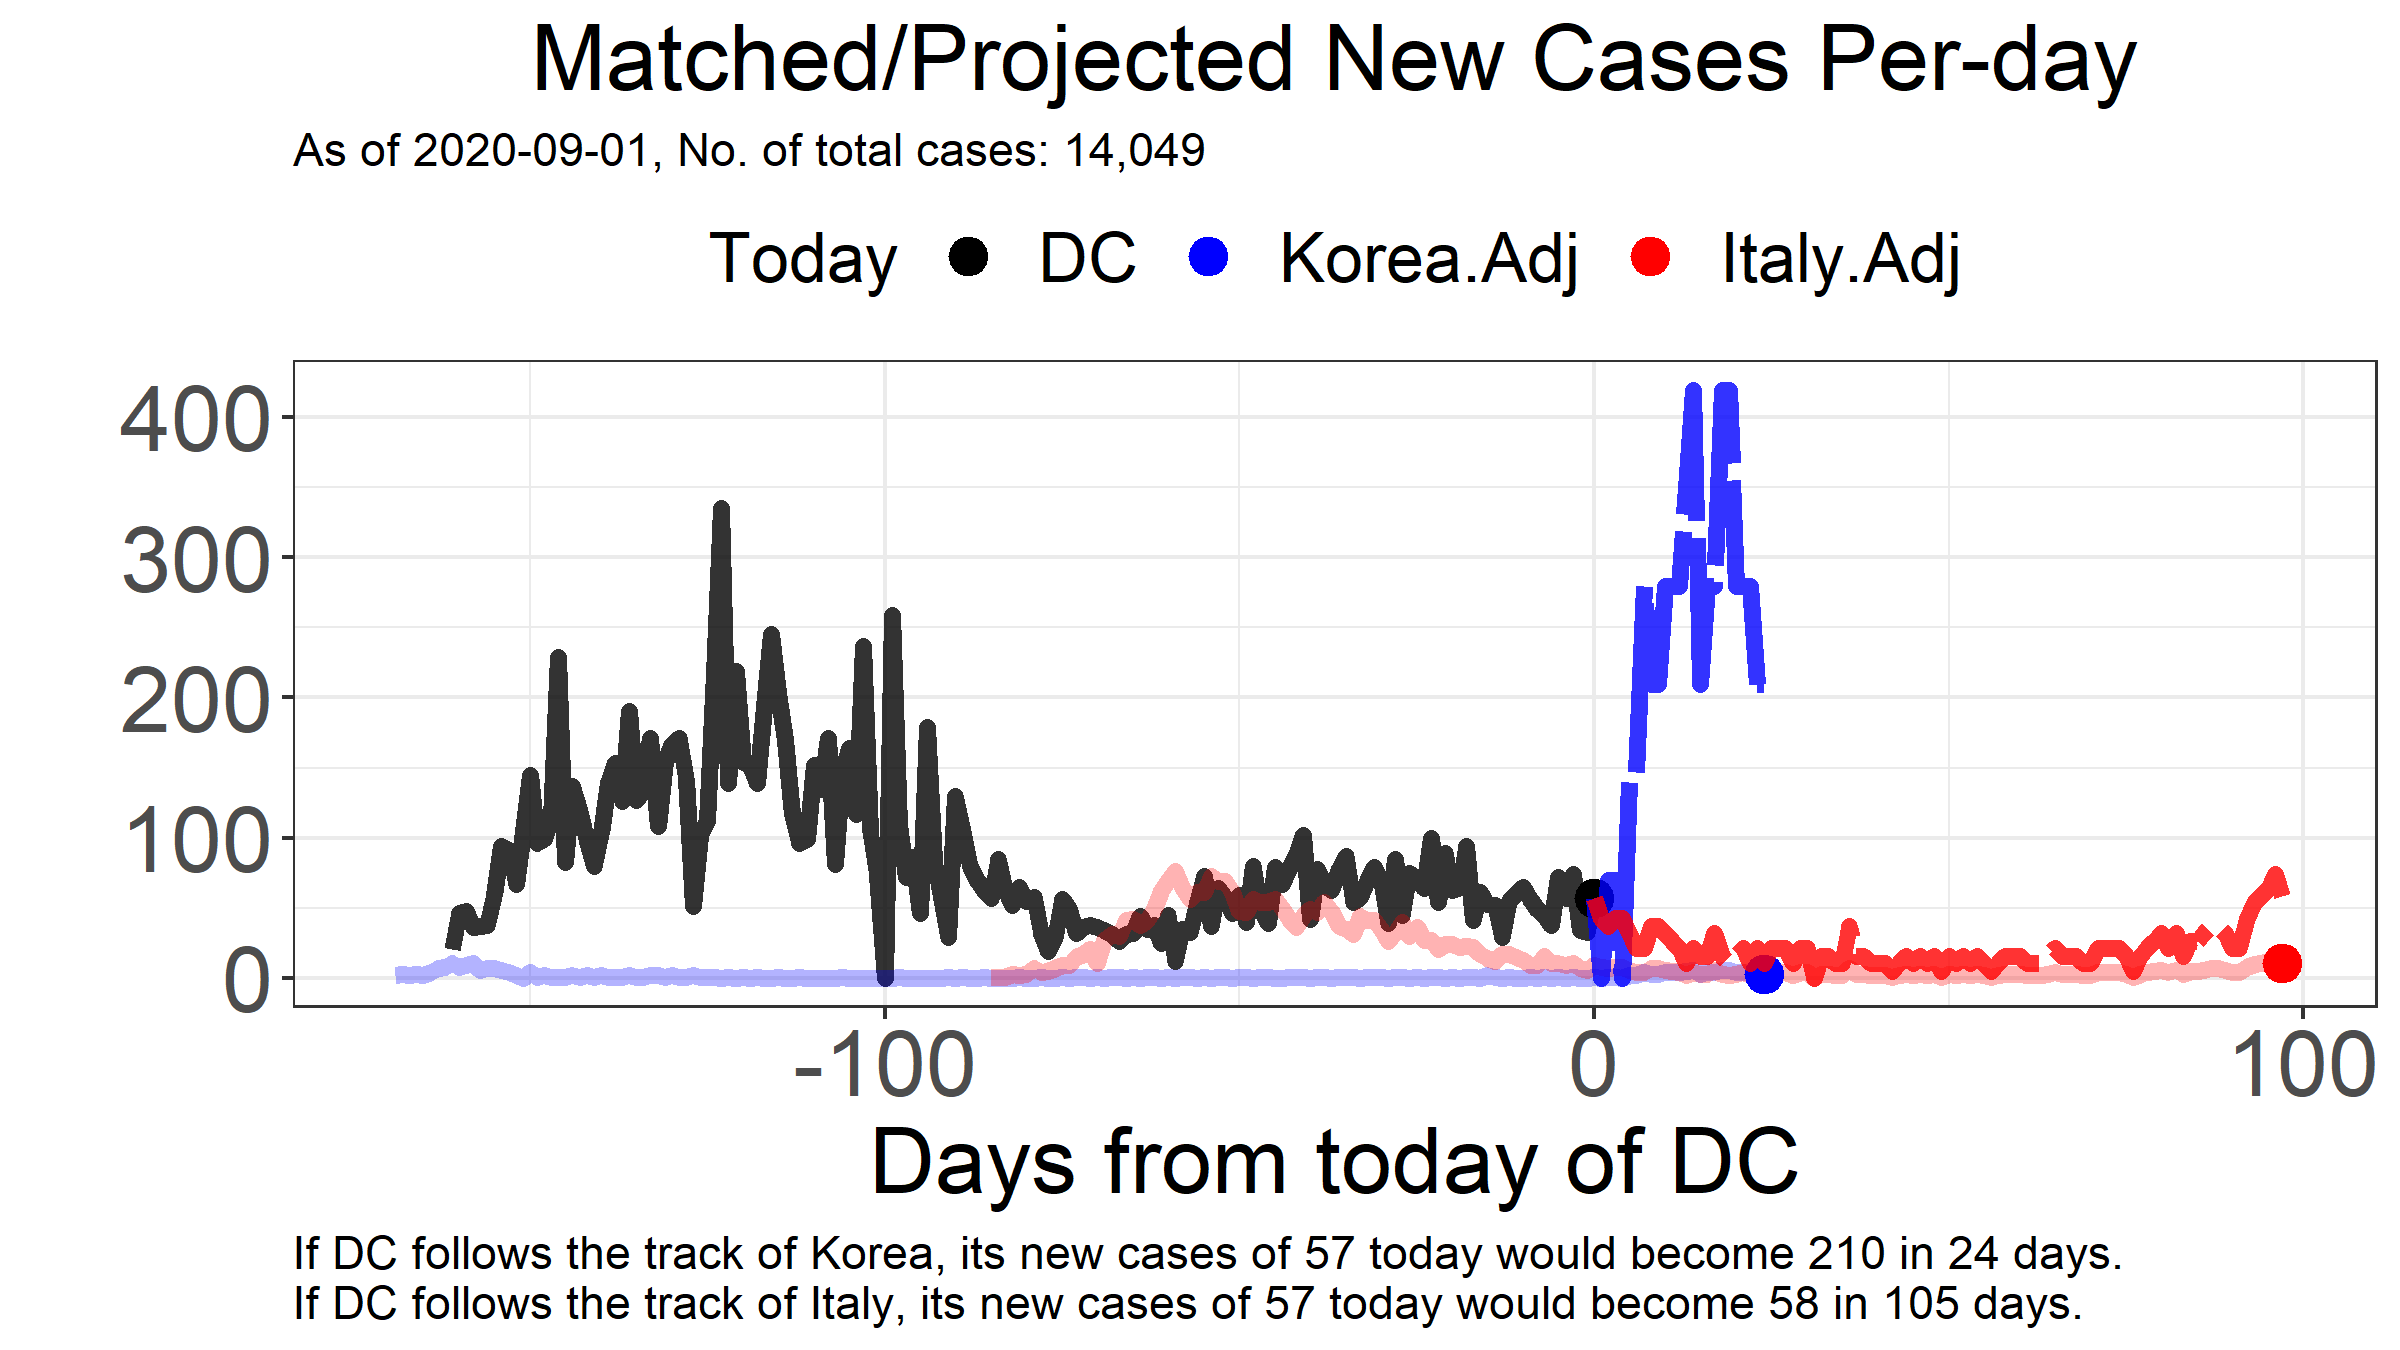 Matched/Projected New Cases Per-day
As of 2020-09-01, No. of total cases: 14,049
Today DC Korea.Adj Italy.Adj
400
300
200
100
0
-100 0 100
Days from today of DC
If DC follows the track of Korea, its new cases of 57 today would become 210 in 24 days.
If DC follows the track of Italy, its new cases of 57 today would become 58 in 105 days.